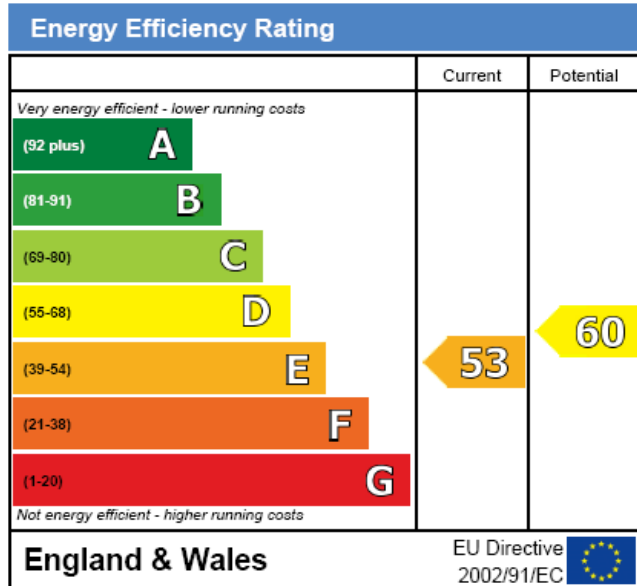 Energy Efficiency Rating
Current Potential
Very energy efficient - lower running costs
(92 plus) A
(81-91) B
(69-80) C
(55-68) D
60
(39-54) E 53
(21-38) F
(1-20) G
Not energy efficient - higher running costs
England & Wales
EU Directive
2002/91/EC